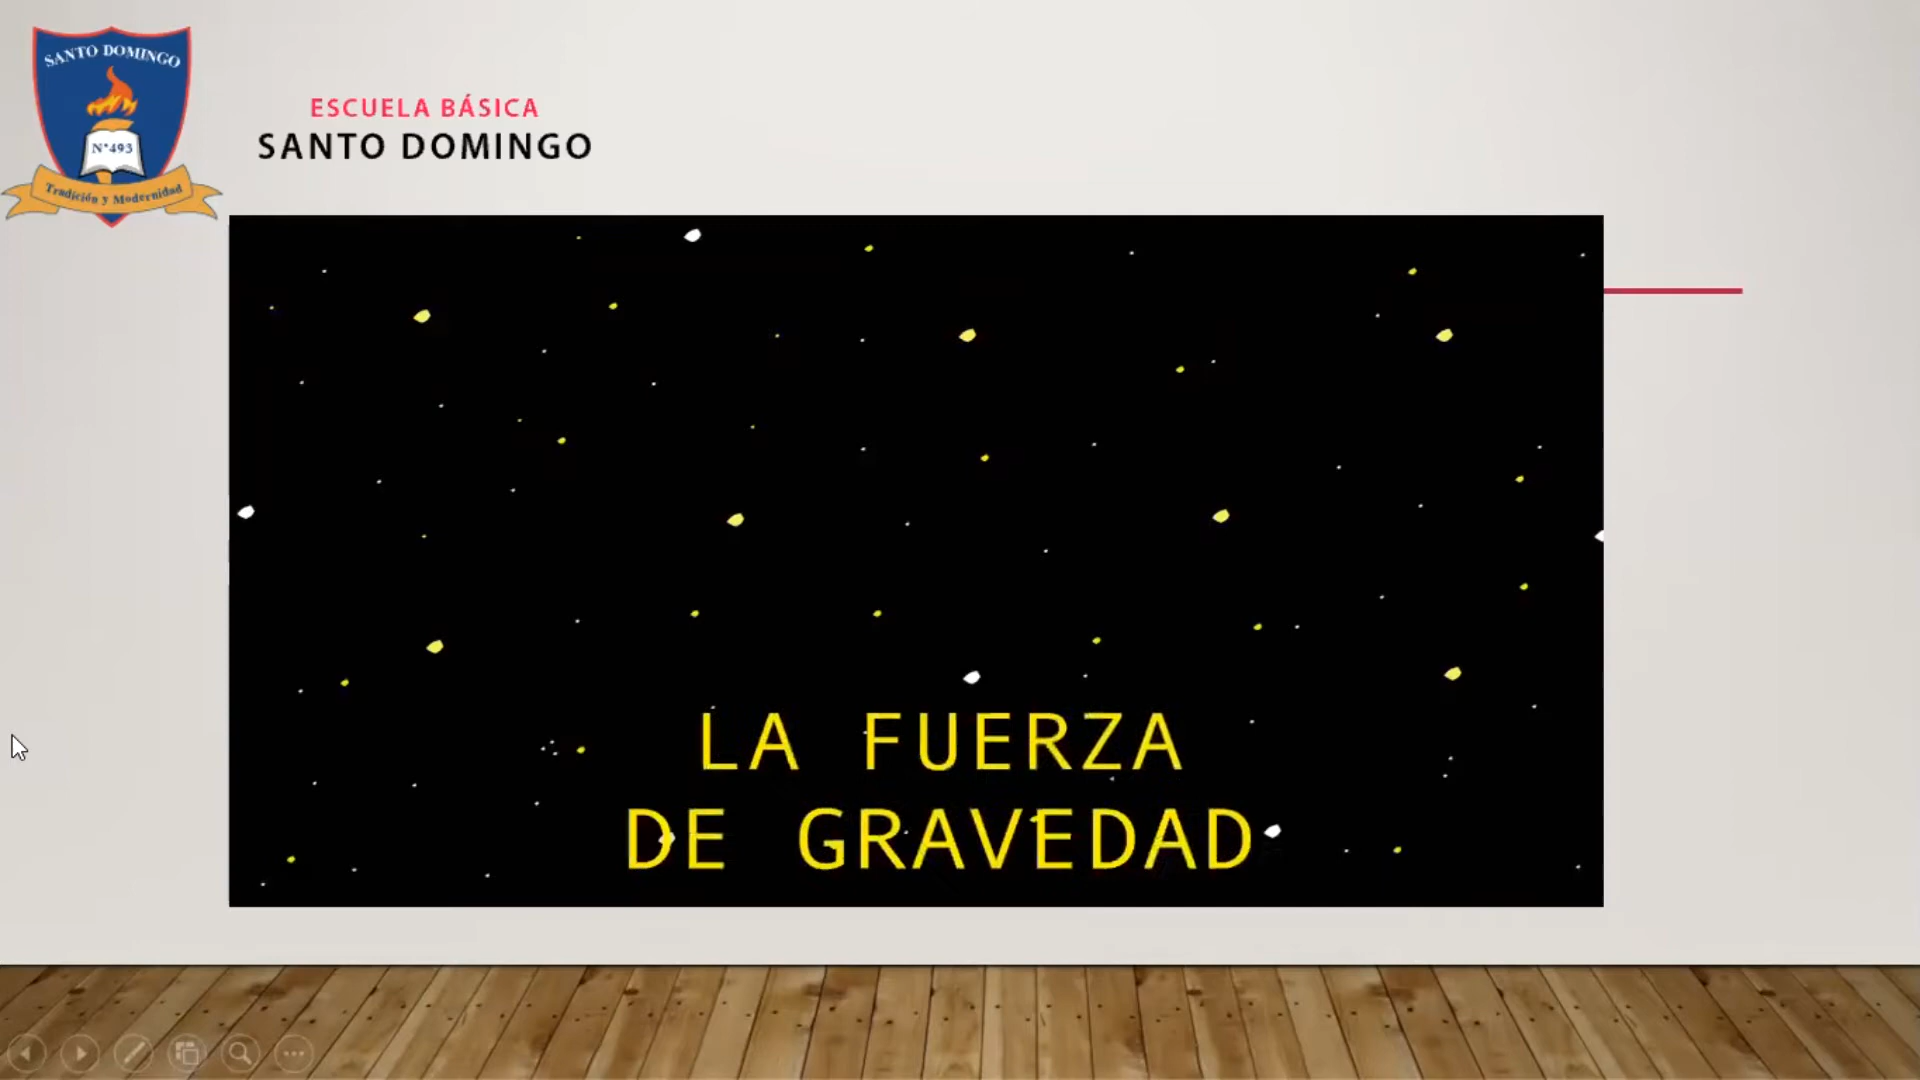 SANTO DOMINGO
N°493
Tradición y Modernidad
ESCUELA BÁSICA
SANTO DOMINGO
LA FUERZA
DE GRAVEDAD